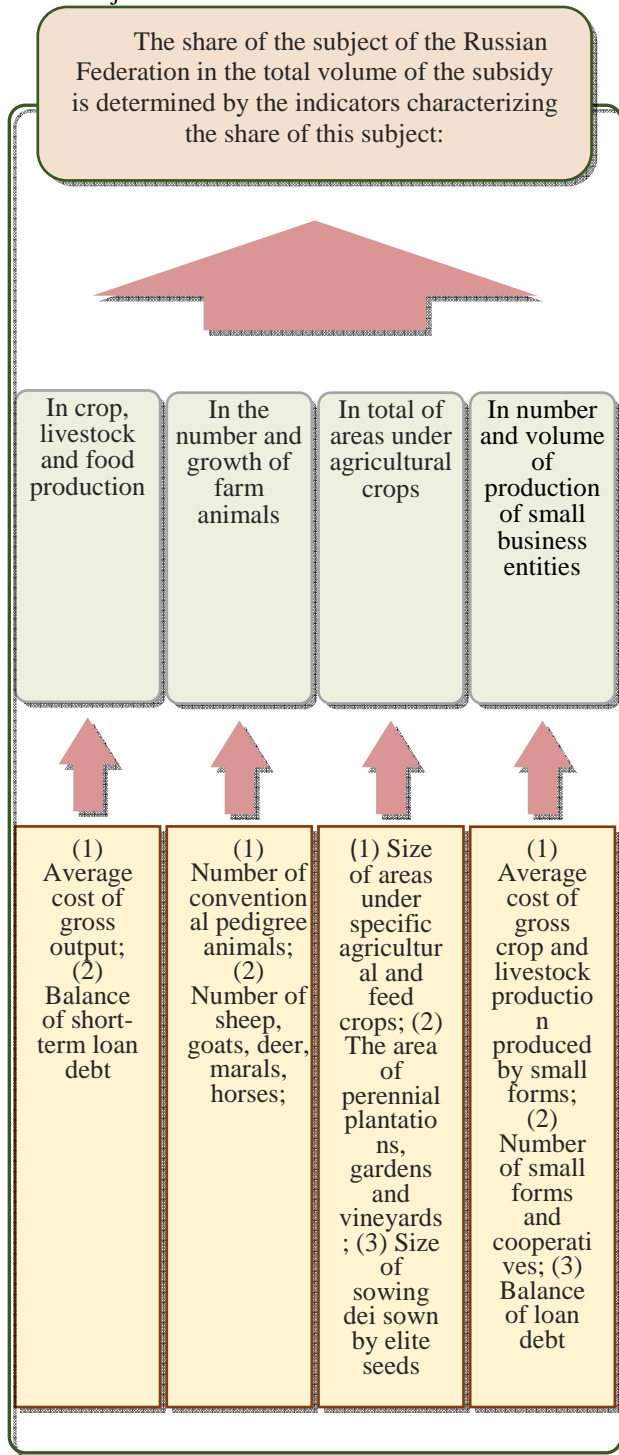 The share of the subject of the Russian
Federation in the total volume of the subsidy
is determined by the indicators characterizing
the share of this subject:
In crop,
livestock
and food
production
In the
number and
growth of
farm
animals
In total of
areas under
agricultural
crops
In number
and volume
of
production
of small
business
entities
(1)
Average
cost of
gross
output;
(2)
Balance
of short-
term loan
debt
(1)
Number of
convention
al pedigree
animals;
(2)
Number of
sheep,
goats, deer,
marals,
horses;
(1) Size
of areas
under
specific
agricultur
al and
feed
crops; (2)
The area
of
perennial
plantatio
ns,
gardens
and
vineyards
; (3) Size
of
sowing
dei sown
by elite
seeds
(1)
Average
cost of
gross
crop and
livestock
productio
n
produced
by small
forms;
(2)
Number
of small
forms
and
cooperati
ves; (3)
Balance
of loan
debt